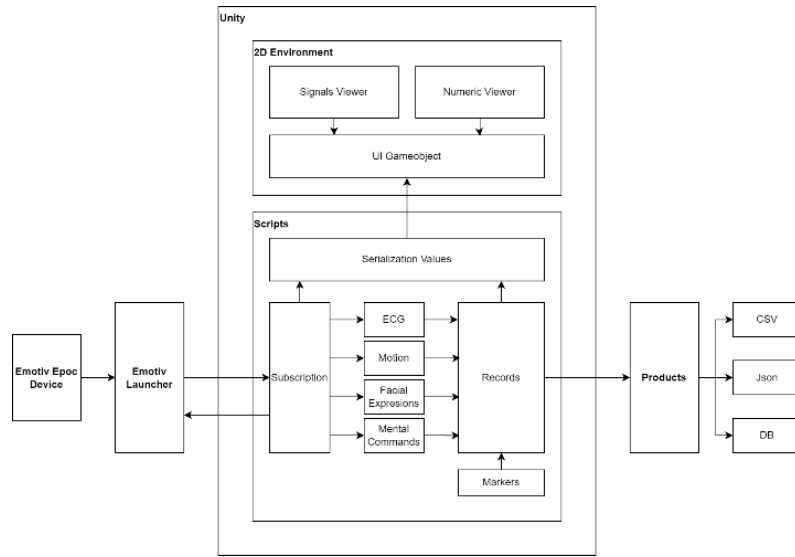 Unity
2D Environment
Signals Viewer
Numeric Viewer
UI Gameobject
Scripts
Serialization Values
Emotiv Epoc
Device
Emotiv
Launcher
Subscription
ECG
Motion
Facial
Expresions
Mental
Commands
Records
Markers
Products
CSV
Json
DB